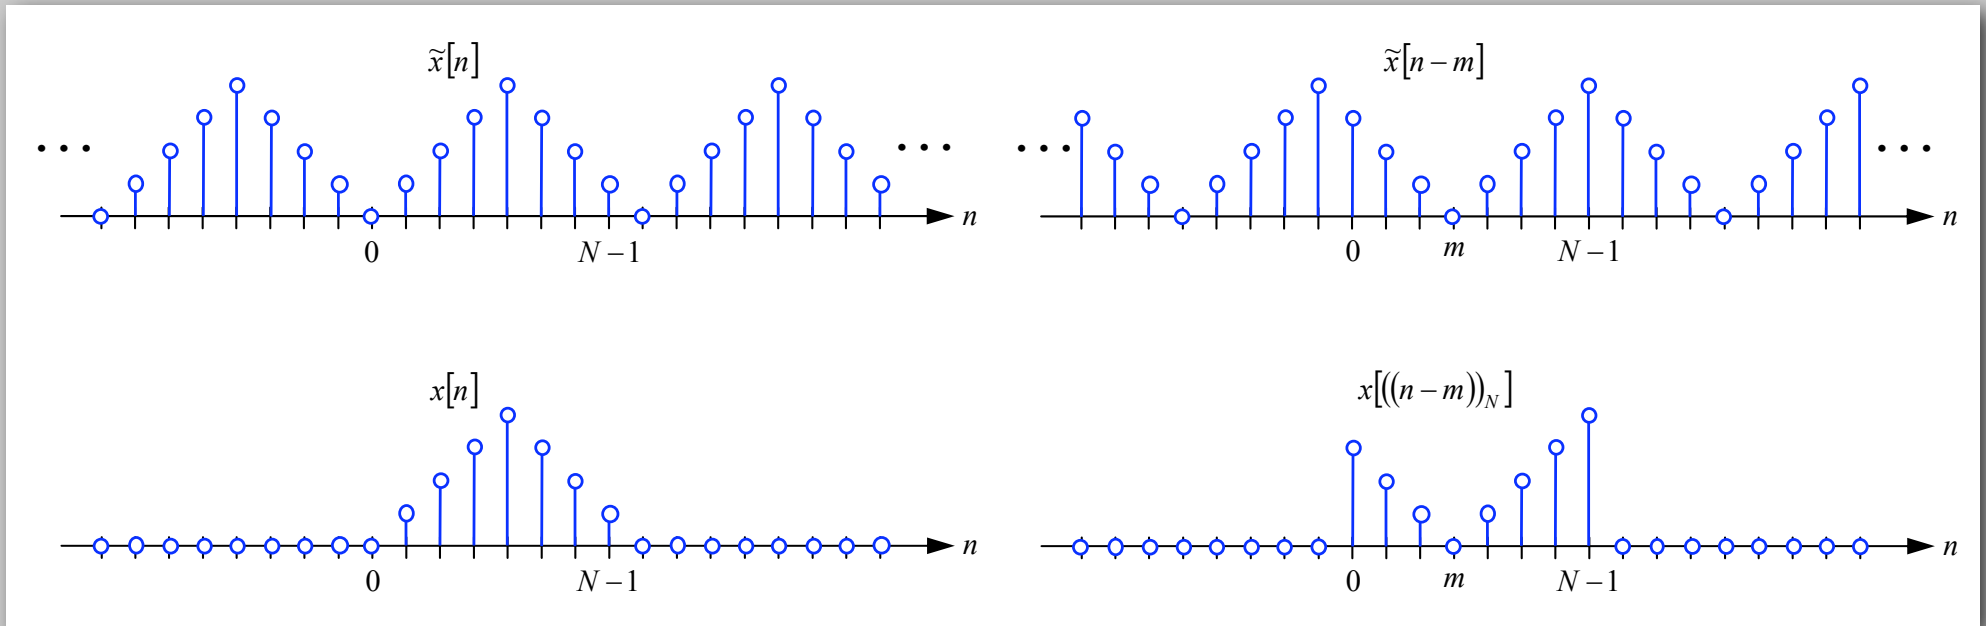 x̃[n]
x̃[n − m]
. . .
. . .
. . .
. . .
n
n
0
N − 1
0
m
N − 1
x[n]
x[((n − m))_N]
n
n
0
N − 1
0
m
N − 1